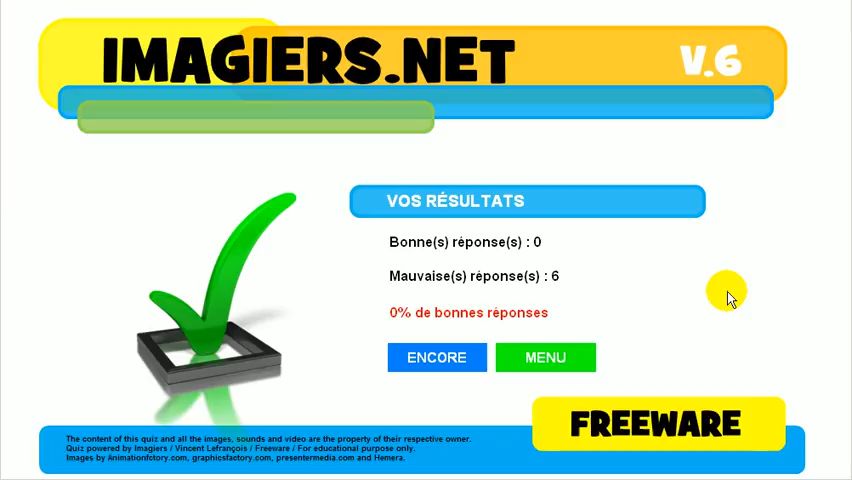 IMAGIERS.NET
V.6
VOS RÉSULTATS
Bonne(s) réponse(s) : 0
Mauvaise(s) réponse(s) : 6
0% de bonnes réponses
ENCORE
MENU
FREEWARE
The content of this quiz and all the images, sounds and video are the property of their respective owner.
Quiz powered by Imagiers / Vincent Lefrançois / Freeware / For educational purpose only.
Images by Animationfctory.com, graphicsfactory.com, presentermedia.com and Hemera.